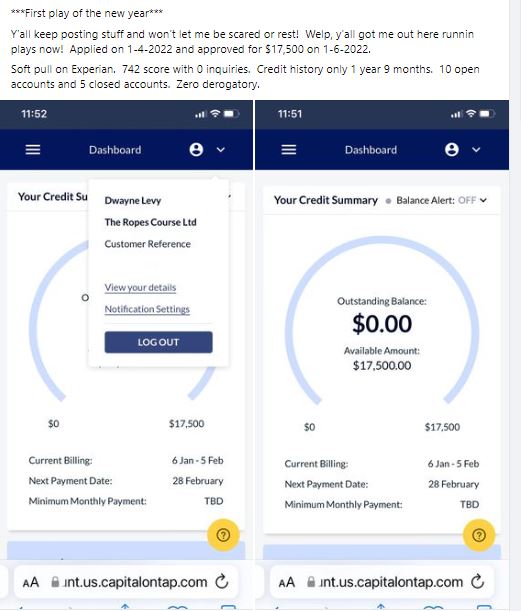 ***First play of the new year***
Y'all keep posting stuff and won't let me be scared or rest! Welp, y'all got me out here runnin
plays now! Applied on 1-4-2022 and approved for $17,500 on 1-6-2022.
Soft pull on Experian. 742 score with 0 inquiries. Credit history only 1 year 9 months. 10 open
accounts and 5 closed accounts. Zero derogatory.
11:52
Dashboard
Your Credit Su
Dwayne Levy
The Ropes Course Ltd
Customer Reference
O
View your details
Notification Settings
LOG OUT
$0 $17,500
Current Billing: 6 Jan - 5 Feb
Next Payment Date: 28 February
Minimum Monthly Payment: TBD
?
AA ınt.us.capitalontap.com
11:51
Dashboard
Your Credit Summary Balance Alert: OFF
Outstanding Balance:
$0.00
Available Amount:
$17,500.00
$0 $17,500
Current Billing: 6 Jan - 5 Feb
Next Payment Date: 28 February
Minimum Monthly Payment: TBD
?
AA ınt.us.capitalontap.com